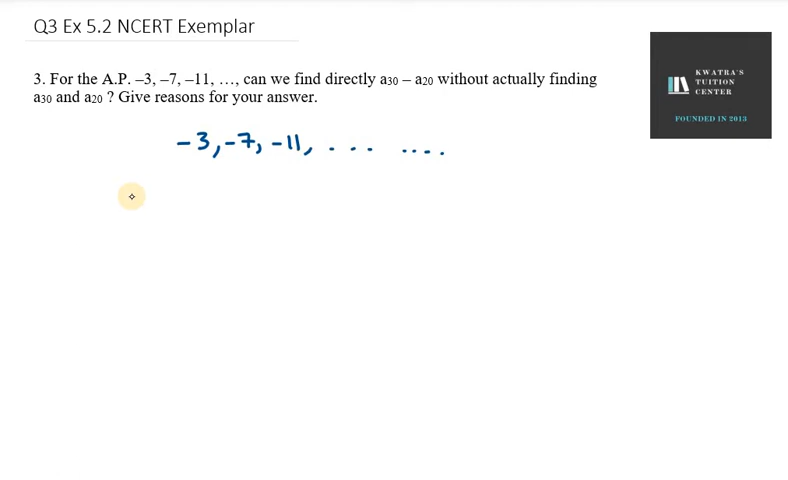 Q3 Ex 5.2 NCERT Exemplar
3. For the A.P. –3, –7, –11, ..., can we find directly a30 – a20 without actually finding
a30 and a20 ? Give reasons for your answer.
-3, -7, -11, ... ....
KWATRA'S
TUITION
CENTER
FOUNDED IN 2013